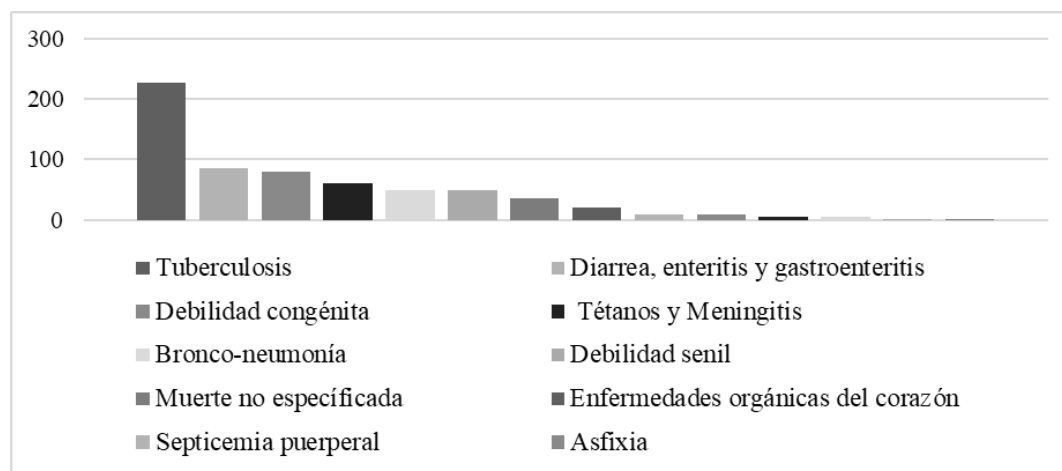 300
200
100
0
Tuberculosis
Diarrea, enteritis y gastroenteritis
Debilidad congénita
Tétanos y Meningitis
Bronco-neumonía
Debilidad senil
Muerte no específicada
Enfermedades orgánicas del corazón
Septicemia puerperal
Asfixia